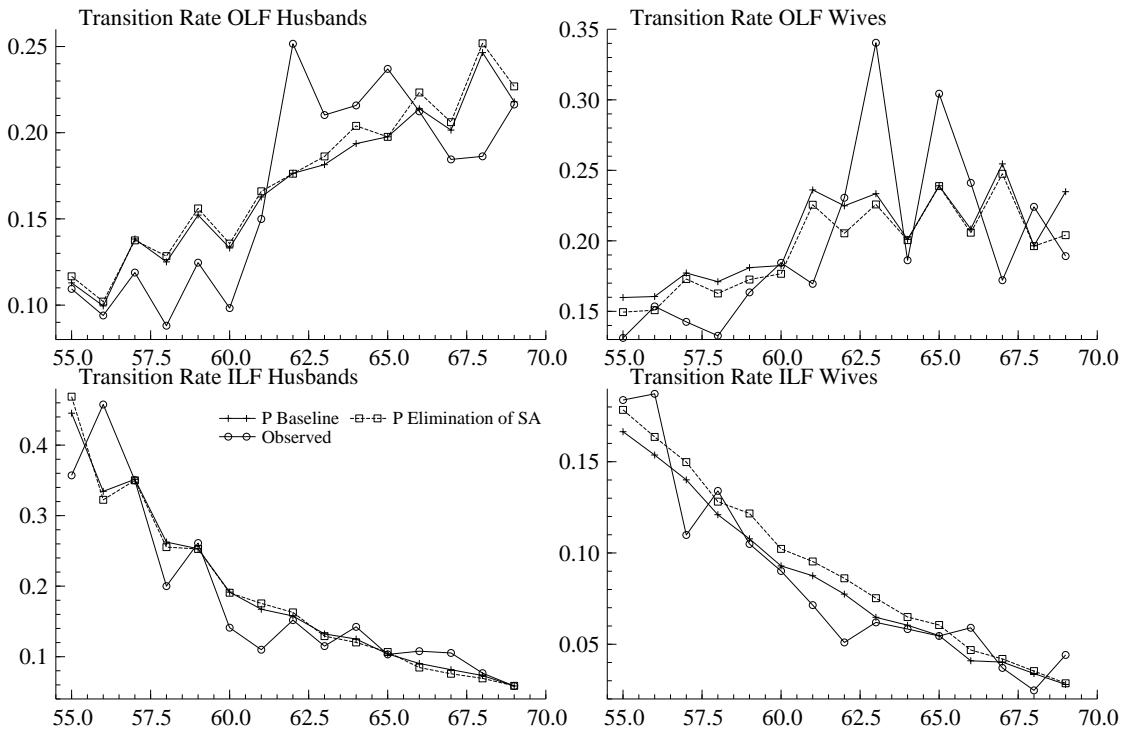 Transition Rate OLF Husbands
0.25
0.20
0.15
0.10
55.0 57.5 60.0 62.5 65.0 67.5 70.0
Transition Rate OLF Wives
0.35
0.30
0.25
0.20
0.15
55.0 57.5 60.0 62.5 65.0 67.5 70.0
Transition Rate ILF Husbands
P Baseline P Elimination of SA
Observed
0.4
0.3
0.2
0.1
55.0 57.5 60.0 62.5 65.0 67.5 70.0
Transition Rate ILF Wives
0.15
0.10
0.05
55.0 57.5 60.0 62.5 65.0 67.5 70.0